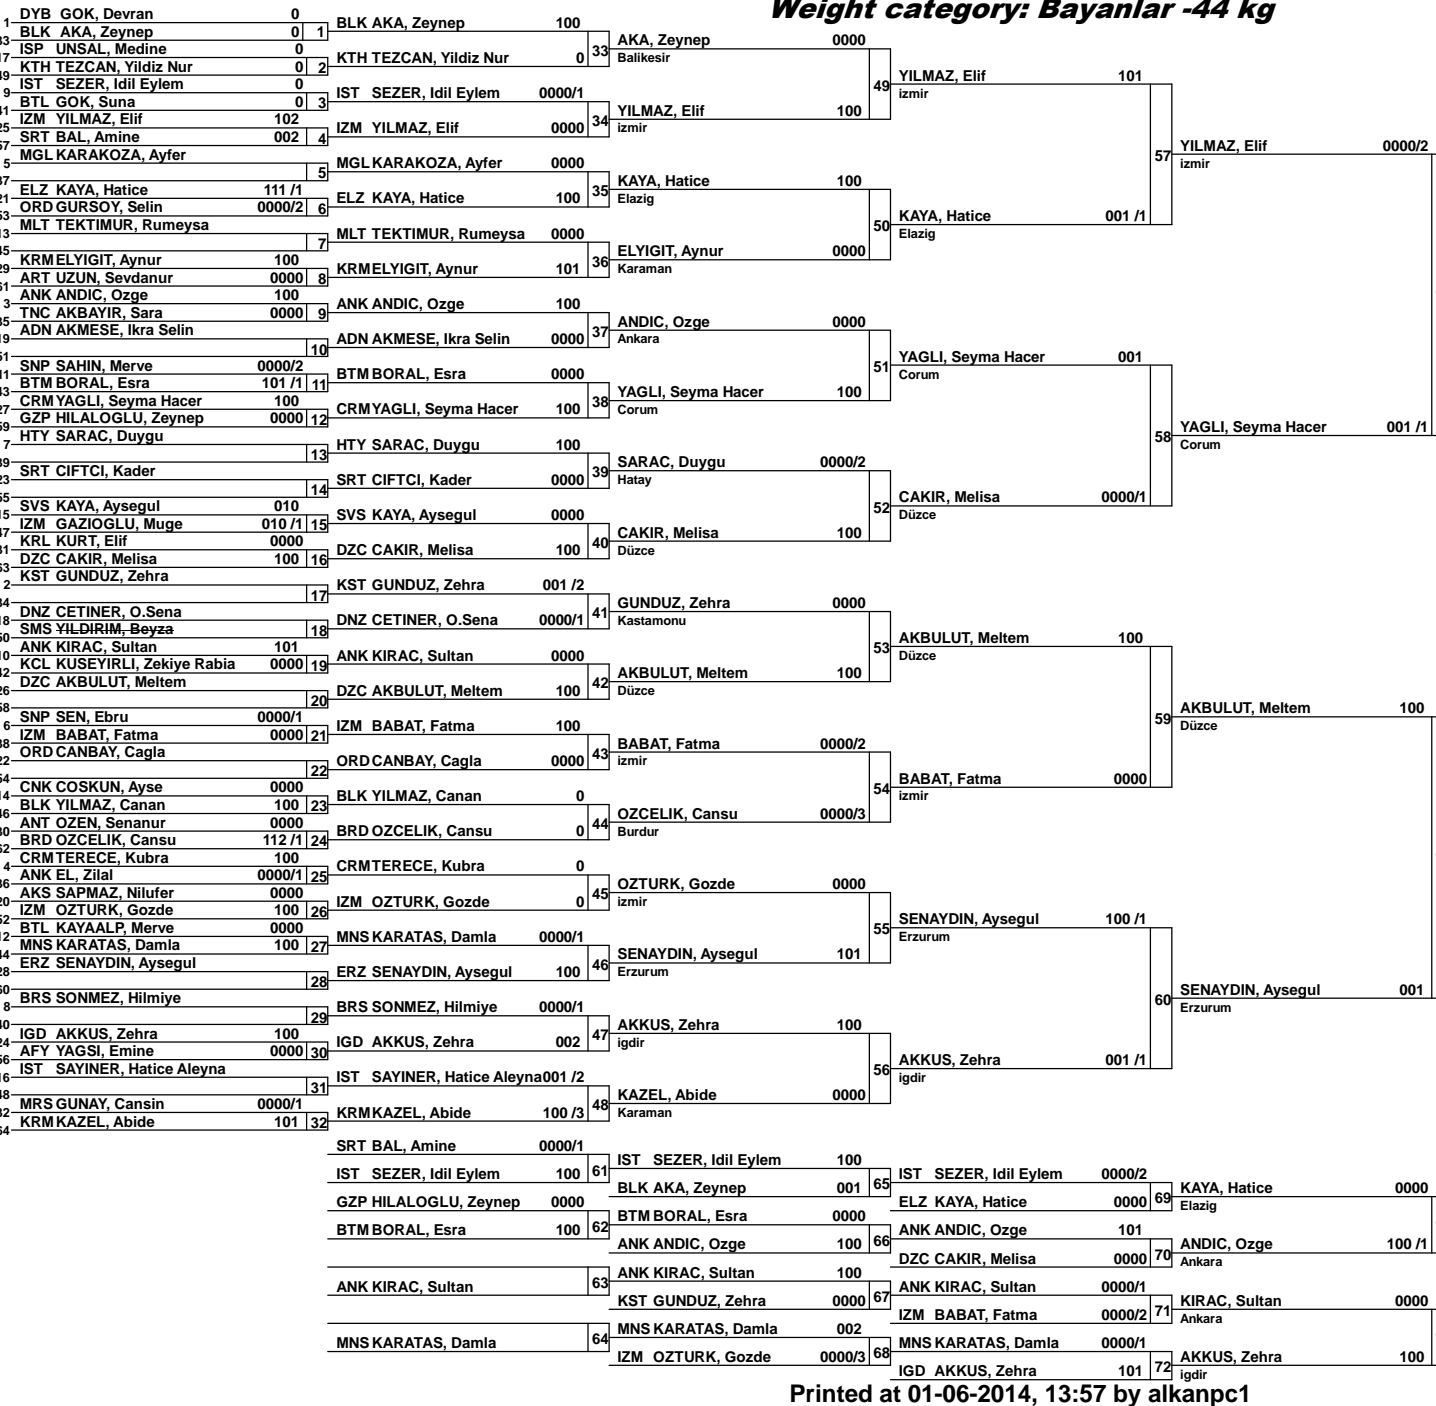 Weight category: Bayanlar -44 kg
DYB GOK, Devran 0
BLK AKA, Zeynep 0 1
ISP UNSAL, Medine 0
KTH TEZCAN, Yildiz Nur 0 2
IST SEZER, Idil Eylem 0
BTL GOK, Suna 0 3
IZM YILMAZ, Elif 102
SRT BAL, Amine 002 4
MGL KARAKOZA, Ayfer
5
ELZ KAYA, Hatice 111 /1
ORD GURSOY, Selin 0000/2 6
MLT TEKTIMUR, Rumeysa
7
KRM ELYIGIT, Aynur 100
ART UZUN, Sevdanur 0000 8
ANK ANDIC, Ozge 100
TNC AKBAYIR, Sara 0000 9
ADN AKMESE, Ikra Selin
10
SNP SAHIN, Merve 0000/2
BTM BORAL, Esra 101 /1 11
CRM YAGLI, Seyma Hacer 100
GZP HILALOGLU, Zeynep 0000 12
HTY SARAC, Duygu
13
SRT CIFTCI, Kader
14
SVS KAYA, Aysegul 010
IZM GAZIOGLU, Muge 010 /1 15
KRL KURT, Elif 0000
DZC CAKIR, Melisa 100 16
KST GUNDUZ, Zehra
17
DNZ CETINER, O.Sena
SMS YILDIRIM, Beyza 18
ANK KIRAC, Sultan 101
KCL KUSEYIRLI, Zekiye Rabia 0000 19
DZC AKBULUT, Meltem
20
SNP SEN, Ebru 0000/1
IZM BABAT, Fatma 0000 21
ORD CANBAY, Cagla
22
CNK COSKUN, Ayse 0000
BLK YILMAZ, Canan 100 23
ANT OZEN, Senanur 0000
BRD OZCELIK, Cansu 112 /1 24
CRM TERECE, Kubra 100
ANK EL, Zilal 0000/1 25
AKS SAPMAZ, Nilufer 0000
IZM OZTURK, Gozde 100 26
BTL KAYAALP, Merve 0000
MNS KARATAS, Damla 100 27
ERZ SENAYDIN, Aysegul
28
BRS SONMEZ, Hilmiye
29
IGD AKKUS, Zehra 100
AFY YAGSI, Emine 0000 30
IST SAYINER, Hatice Aleyna
31
MRS GUNAY, Cansin 0000/1
KRM KAZEL, Abide 101 32
BLK AKA, Zeynep 100
KTH TEZCAN, Yildiz Nur 0 33
IST SEZER, Idil Eylem 0000/1
IZM YILMAZ, Elif 0000 34
MGL KARAKOZA, Ayfer 0000
ELZ KAYA, Hatice 100 35
MLT TEKTIMUR, Rumeysa 0000
KRM ELYIGIT, Aynur 101 36
ANK ANDIC, Ozge 100
ADN AKMESE, Ikra Selin 0000 37
BTM BORAL, Esra 0000
CRM YAGLI, Seyma Hacer 100 38
HTY SARAC, Duygu 100
SRT CIFTCI, Kader 0000 39
SVS KAYA, Aysegul 0000
DZC CAKIR, Melisa 100 40
KST GUNDUZ, Zehra 001 /2
DNZ CETINER, O.Sena 0000/1 41
ANK KIRAC, Sultan 0000
DZC AKBULUT, Meltem 100 42
IZM BABAT, Fatma 100
ORD CANBAY, Cagla 0000 43
BLK YILMAZ, Canan 0
BRD OZCELIK, Cansu 0 44
CRM TERECE, Kubra 0
IZM OZTURK, Gozde 0 45
MNS KARATAS, Damla 0000/1
ERZ SENAYDIN, Aysegul 100 46
BRS SONMEZ, Hilmiye 0000/1
IGD AKKUS, Zehra 002 47
IST SAYINER, Hatice Aleyna 001 /2
KRM KAZEL, Abide 100 /3 48
AKA, Zeynep 0000
Balikesir
YILMAZ, Elif 100 49
izmir
KAYA, Hatice 100
Elazig
ELYIGIT, Aynur 0000 50
Karaman
ANDIC, Ozge 0000
Ankara
YAGLI, Seyma Hacer 100 51
Corum
SARAC, Duygu 0000/2
Hatay
CAKIR, Melisa 100 52
Düzce
GUNDUZ, Zehra 0000
Kastamonu
AKBULUT, Meltem 100 53
Düzce
BABAT, Fatma 0000/2
izmir
OZCELIK, Cansu 0000/3 54
Burdur
OZTURK, Gozde 0000
izmir
SENAYDIN, Aysegul 101 55
Erzurum
AKKUS, Zehra 100
igdir
KAZEL, Abide 0000 56
Karaman
YILMAZ, Elif 101
izmir
KAYA, Hatice 001 /1 57
Elazig
YAGLI, Seyma Hacer 001
Corum
CAKIR, Melisa 0000/1 58
Düzce
AKBULUT, Meltem 100
Düzce
BABAT, Fatma 0000 59
izmir
SENAYDIN, Aysegul 100 /1
Erzurum
AKKUS, Zehra 001 /1 60
igdir
YILMAZ, Elif 0000/2
izmir
YAGLI, Seyma Hacer 001 /1
Corum
AKBULUT, Meltem 100
Düzce
SENAYDIN, Aysegul 001
Erzurum
SRT BAL, Amine 0000/1
IST SEZER, Idil Eylem 100 61
GZP HILALOGLU, Zeynep 0000
BTM BORAL, Esra 100 62
ANK KIRAC, Sultan 63
MNS KARATAS, Damla 64
IST SEZER, Idil Eylem 100
BLK AKA, Zeynep 001 65
BTM BORAL, Esra 0000
ANK ANDIC, Ozge 100 66
ANK KIRAC, Sultan 100
KST GUNDUZ, Zehra 0000 67
MNS KARATAS, Damla 002
IZM OZTURK, Gozde 0000/3 68
IST SEZER, Idil Eylem 0000/2
ELZ KAYA, Hatice 0000 69
ANK ANDIC, Ozge 101
DZC CAKIR, Melisa 0000 70
ANK KIRAC, Sultan 0000/1
IZM BABAT, Fatma 0000/2 71
MNS KARATAS, Damla 0000/1
IGD AKKUS, Zehra 101 72
KAYA, Hatice 0000
Elazig
ANDIC, Ozge 100 /1
Ankara
KIRAC, Sultan 0000
Ankara
AKKUS, Zehra 100
igdir
Printed at 01-06-2014, 13:57 by alkanpc1